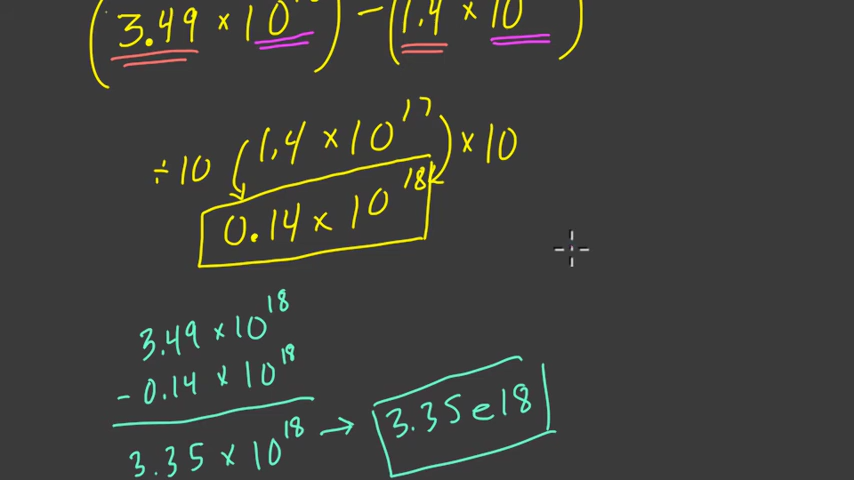 (3.49 × 10) − (1.4 × 10)
÷10 (1.4 × 10¹⁷) ×10
0.14 × 10¹⁸
3.49 × 10¹⁸
− 0.14 × 10¹⁸
3.35 × 10¹⁸ → 3.35e18